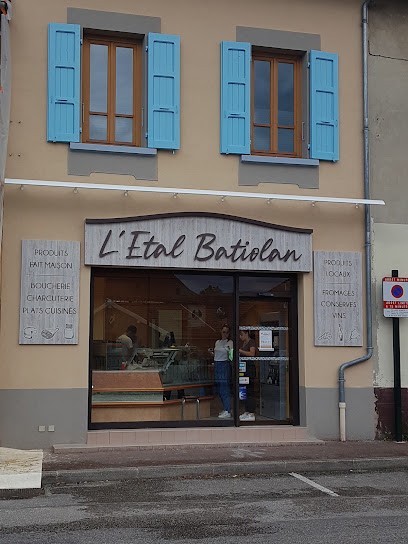 L'Etal Batiolan
PRODUITS
FAIT MAISON
BOUCHERIE
CHARCUTERIE
PLATS CUISINÉS
PRODUITS
LOCAUX
FROMAGES
CONSERVES
VINS